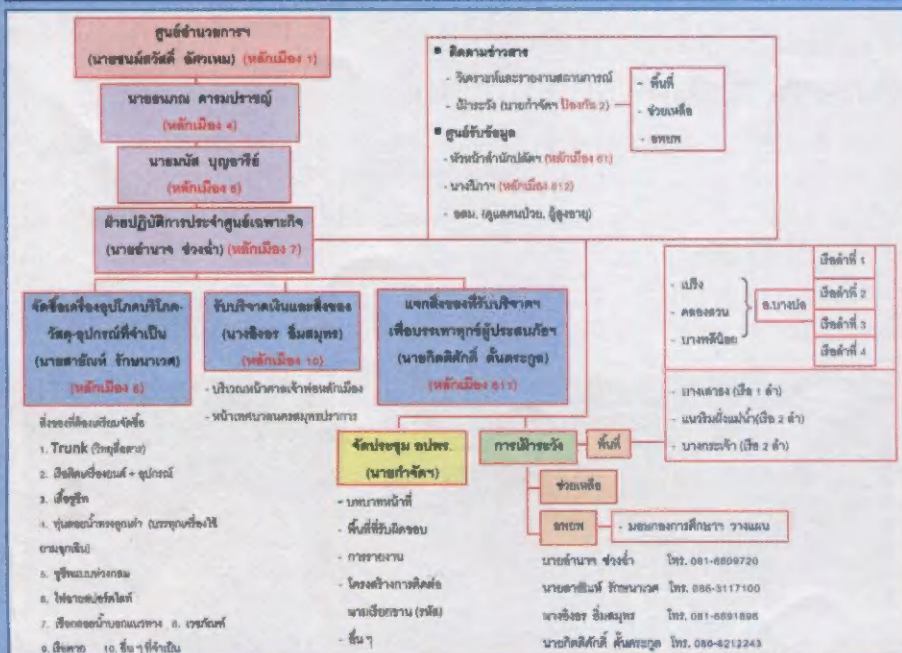 ศูนย์อำนวยการฯ
(นายชนม์สวัสดิ์ อัศวเหม) (หลักเมือง 1)
นายธนภณ คารมปราชญ์
(หลักเมือง 4)
นายมนัส บุญอารีย์
(หลักเมือง 5)
ฝ่ายปฏิบัติการประจำศูนย์เฉพาะกิจ
(นายอำนาจ ช่วงฉ่ำ) (หลักเมือง 7)
■ ติดตามข่าวสาร
- วิเคราะห์และรายงานสถานการณ์
- เฝ้าระวัง (นายกำจัดฯ ป้องกัน 2)
■ ศูนย์รับข้อมูล
- หัวหน้าสำนักปลัดฯ (หลักเมือง 61)
(หลักเมือง 612)
- อสม. (ดูแลคนป่วย, ผู้สูงอายุ)
- พื้นที่
- ช่วยเหลือ
- อพยพ
จัดซื้อเครื่องอุปโภคบริโภค-
วัสดุ-อุปกรณ์ที่จำเป็น
รักษนาเวศ)
(หลักเมือง 6)
รับบริจาคเงินและสิ่งของ
(นางอิงอร อิ่มสมุทร)
(หลักเมือง 10)
- บริเวณหน้าศาลเจ้าพ่อหลักเมือง
- หน้าเทศบาลนครสมุทรปราการ
แจกสิ่งของที่รับบริจาคฯ
เพื่อบรรเทาทุกข์ผู้ประสบภัยฯ
(นายกิตติศักดิ์ ตั้นตระกูล)
(หลักเมือง 611)
สิ่งของที่ต้องเตรียมจัดซื้อ
1. Trunk (วิทยุสื่อสาร)
2. เรือติดเครื่องยนต์ + อุปกรณ์
3. เสื้อชูชีพ
4. ทุ่นลอยน้ำทรงลูกเต๋า (บรรทุกเครื่องใช้
ยามฉุกเฉิน)
5. ชูชีพแบบห่วงกลม
6. ไฟฉายสปอร์ตไลท์
7. เชือกลอยน้ำบอกแนวทาง 8. เวชภัณฑ์
9. เรือพาย 10. อื่น ๆ ที่จำเป็น
จัดประชุม อปพร.
(นายกำจัดฯ)
- บทบาทหน้าที่
- พื้นที่ที่รับผิดชอบ
- การรายงาน
- โครงสร้างการติดต่อ
นามเรียกขาน (รหัส)
- อื่น ๆ
การเฝ้าระวัง
พื้นที่
ช่วยเหลือ
อพยพ
- มอบกองการศึกษาฯ วางแผน
- เปร็ง
- คลองสวน
- บางพลีน้อย
อ.บางบ่อ
เรือลำที่ 1
เรือลำที่ 2
เรือลำที่ 3
เรือลำที่ 4
- บางเสาธง (เรือ 1 ลำ)
- แนวริมฝั่งแม่น้ำ(เรือ 2 ลำ)
- บางกระเจ้า (เรือ 2 ลำ)
นายอำนาจ ช่วงฉ่ำ โทร. 081-6809720
รักษนาเวศ โทร. 086-3117100
นางอิงอร อิ่มสมุทร โทร. 081-6891898
นายกิตติศักดิ์ ตั้นตระกูล โทร. 080-6212243